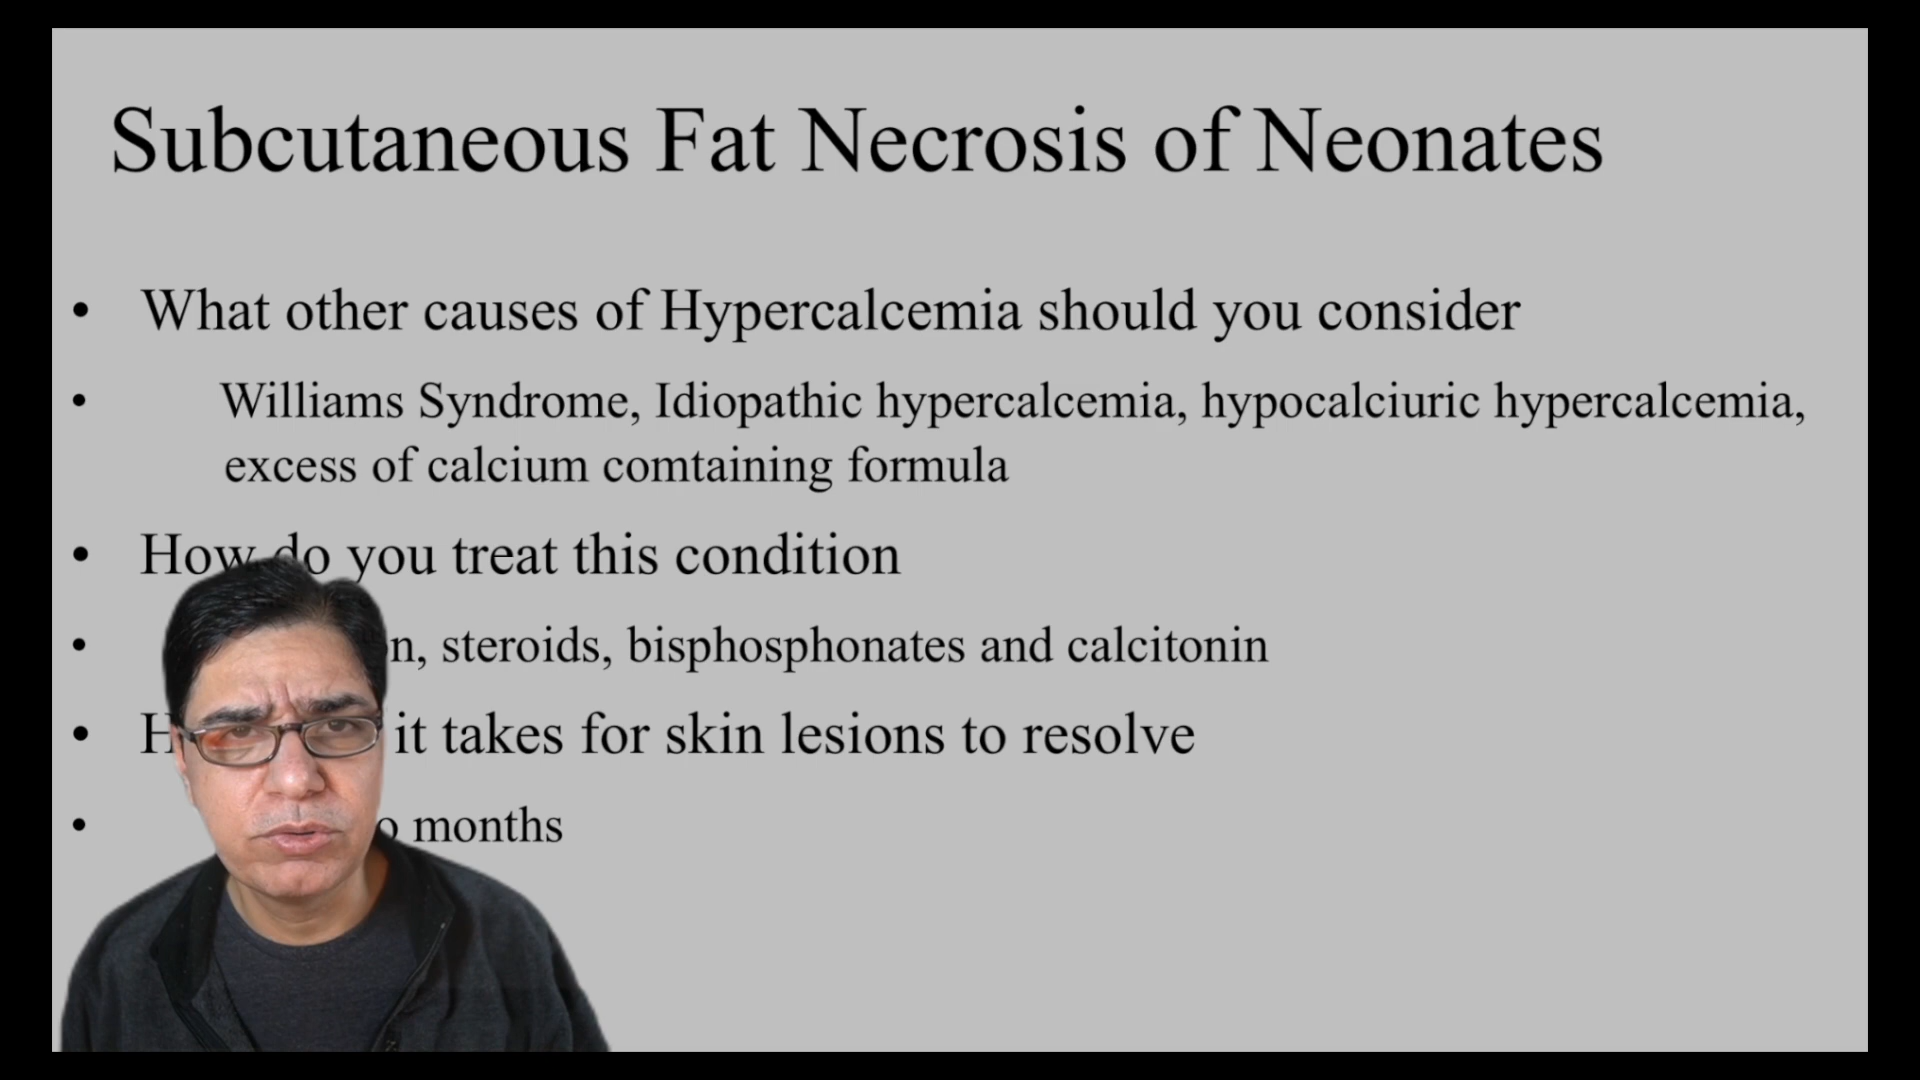 Subcutaneous Fat Necrosis of Neonates
• What other causes of Hypercalcemia should you consider
• Williams Syndrome, Idiopathic hypercalcemia, hypocalciuric hypercalcemia,
excess of calcium comtaining formula
• How do you treat this condition
• steroids, bisphosphonates and calcitonin
• it takes for skin lesions to resolve
• months